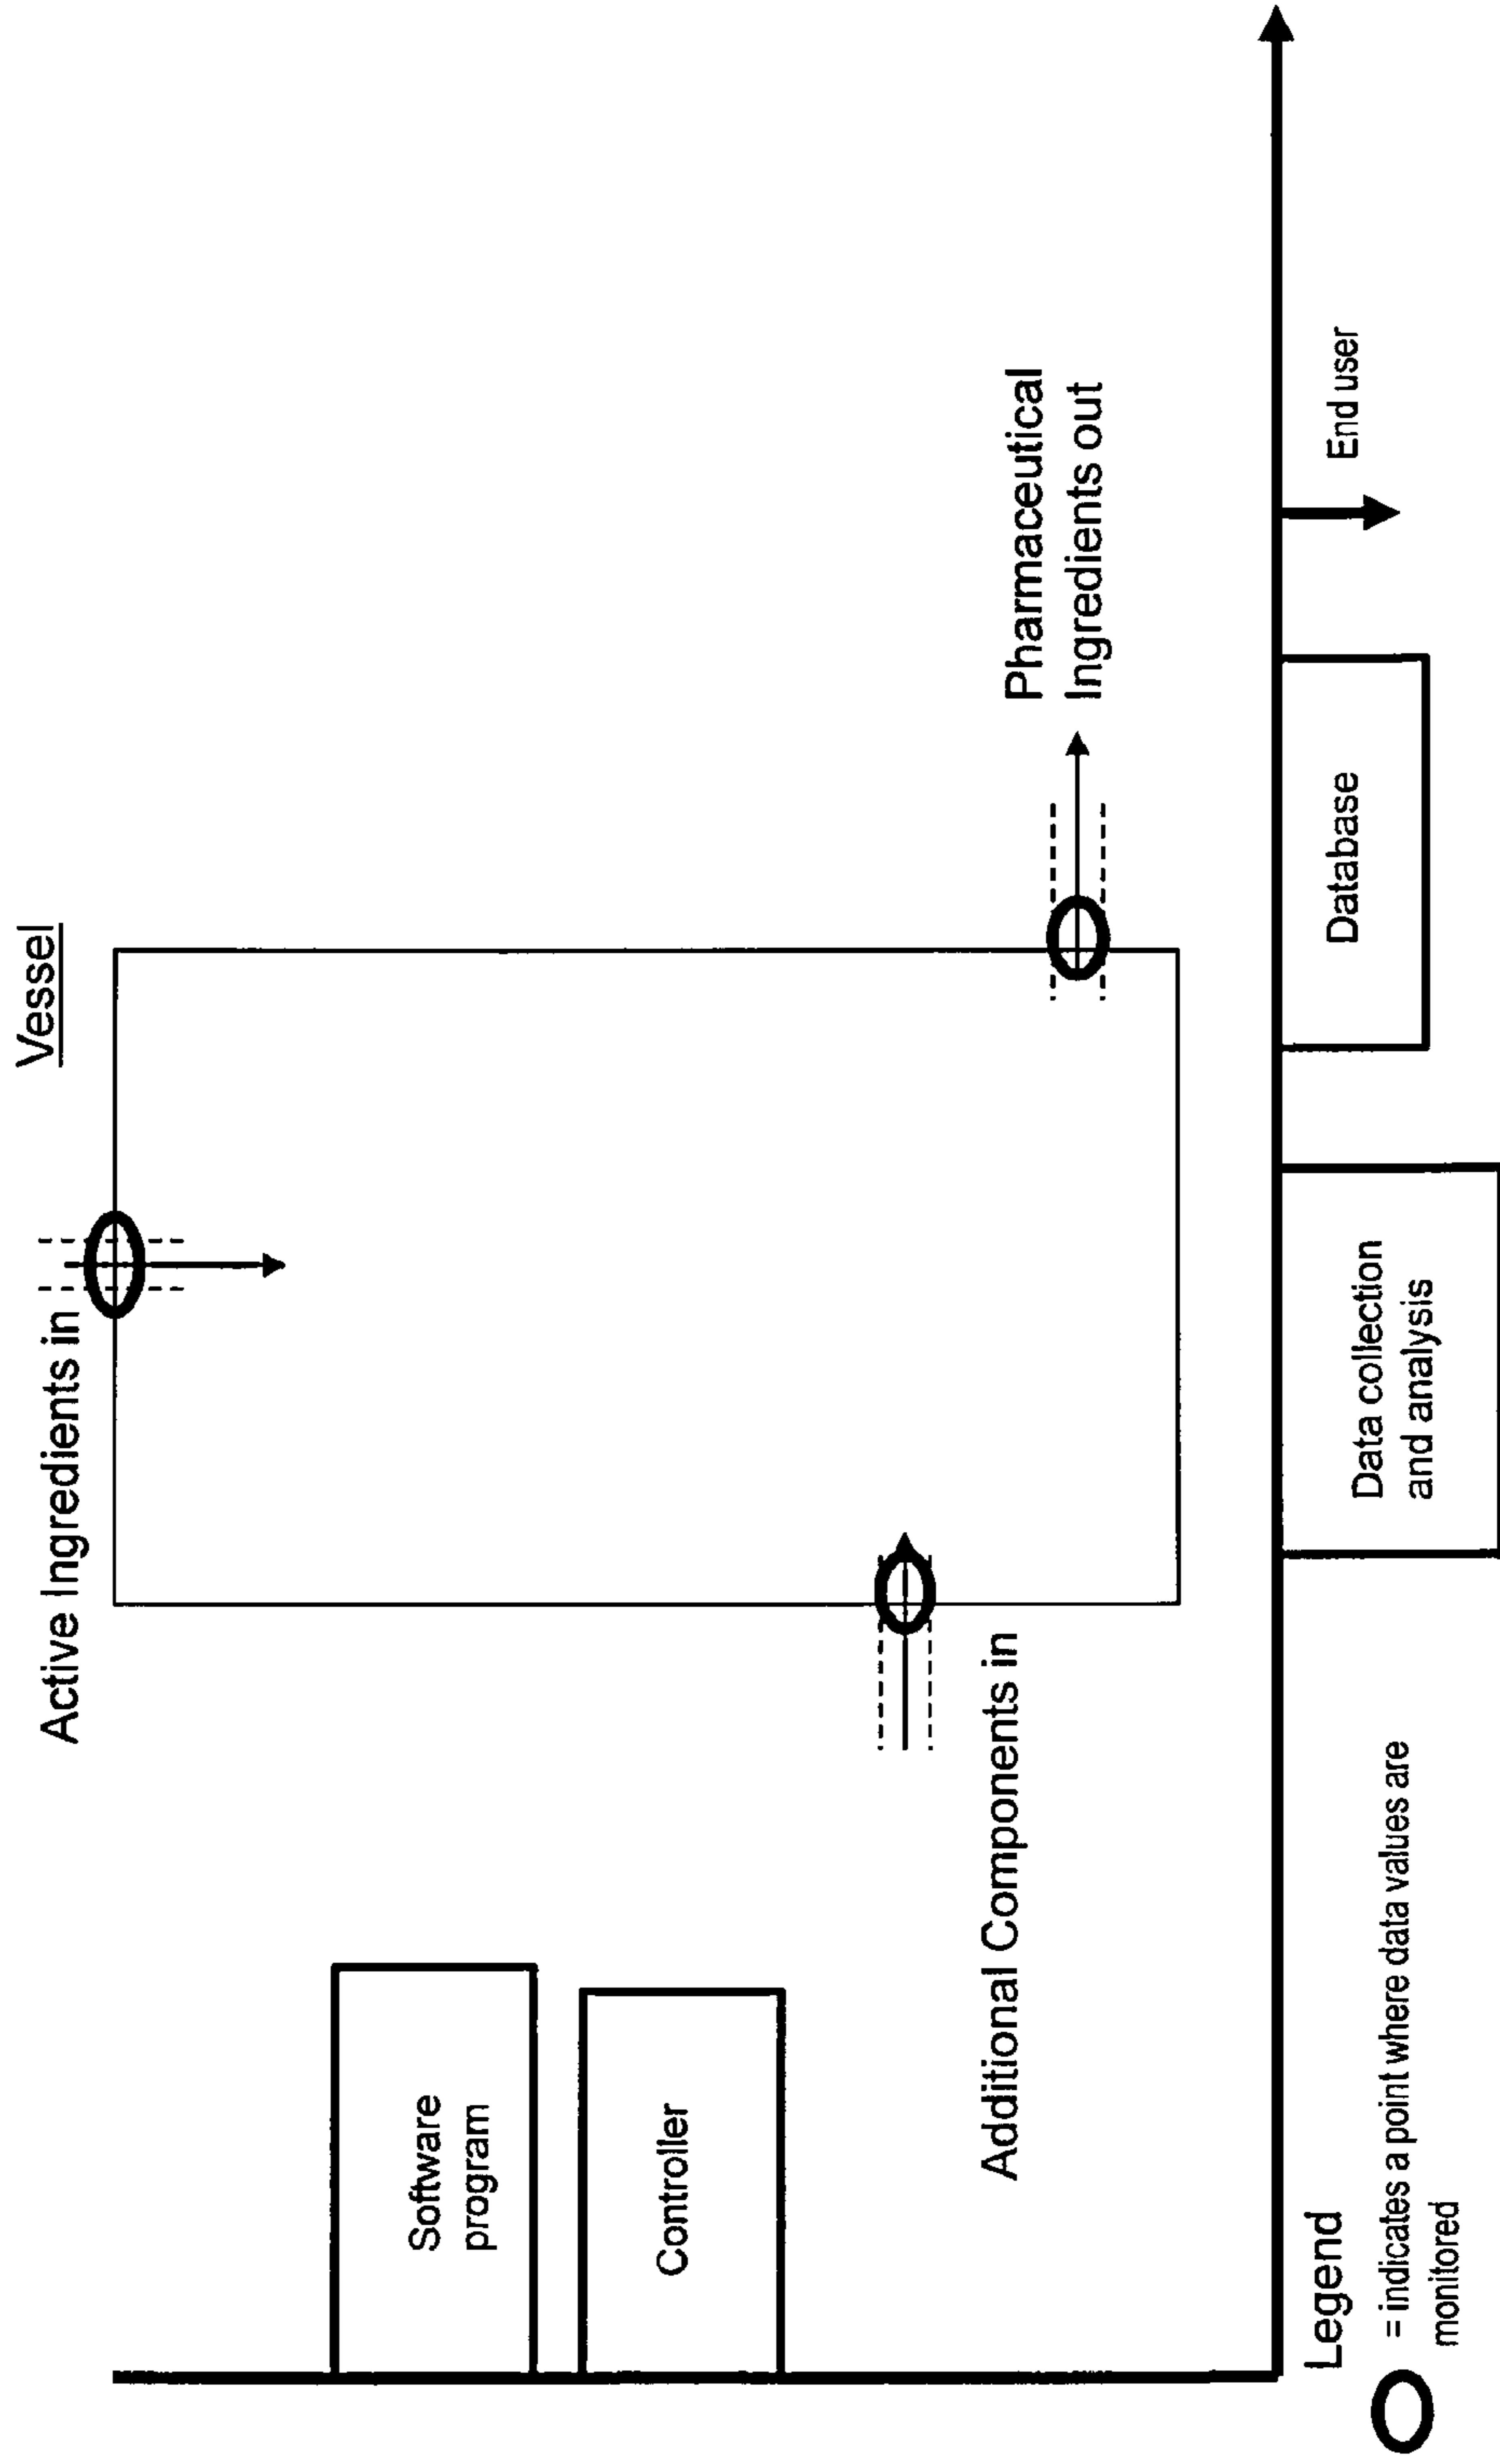 Vessel
Active Ingredients in
Software
program
Controller
Additional Components in
Pharmaceutical
Ingredients out
End user
Database
Data collection
and analysis
Legend
= indicates a point where data values are
monitored